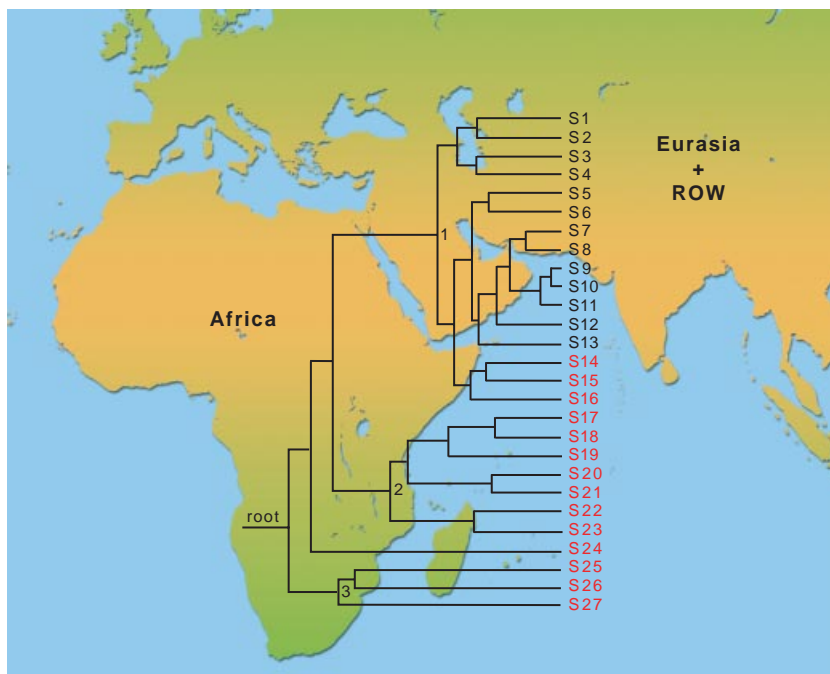 S1
S2
S3
S4
S5
S6
S7
S8
S9
S10
S11
S12
S13
S14
S15
S16
S17
S18
S19
S20
S21
S22
S23
S24
S25
S26
S27
Eurasia
+
ROW
Africa
1
2
root
3